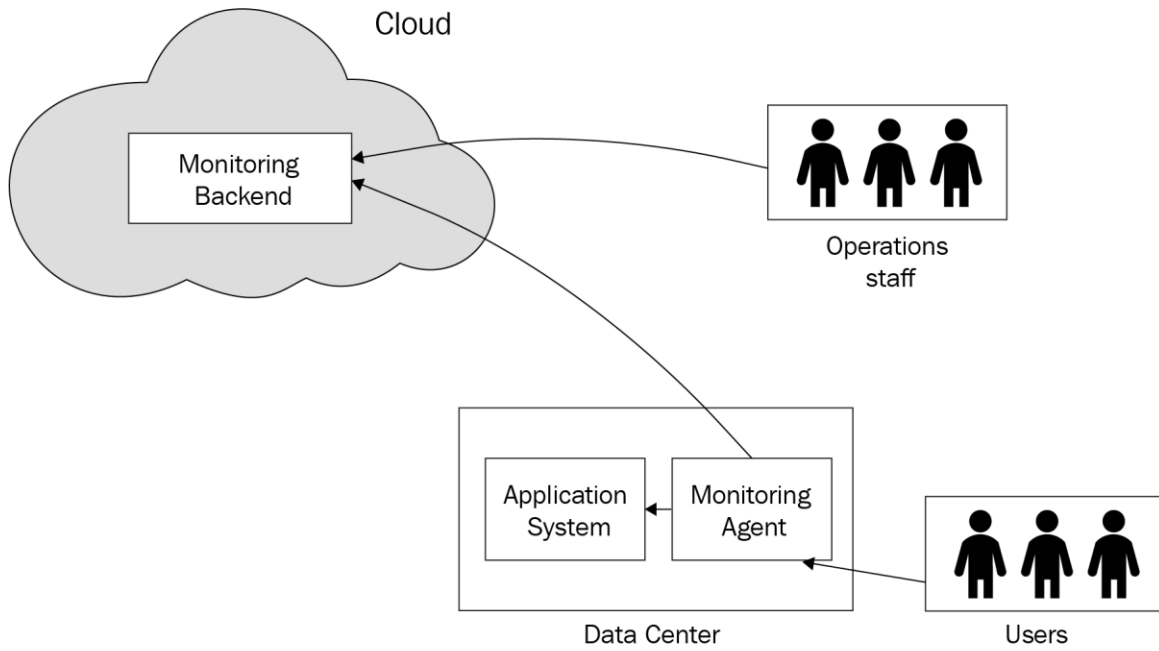 Cloud
Monitoring
Backend
Operations
staff
Application
System
Monitoring
Agent
Data Center
Users